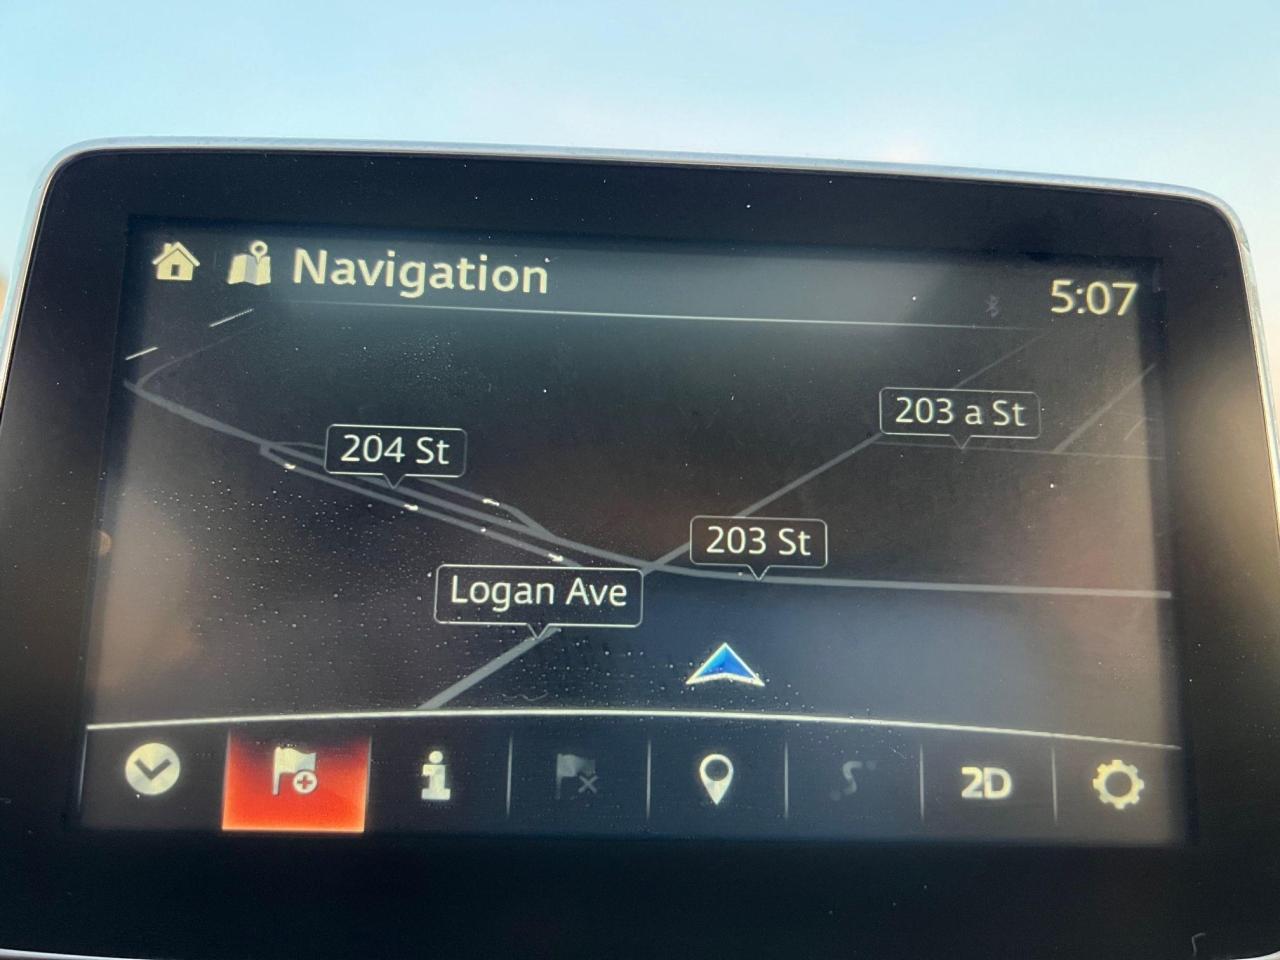 Navigation
5:07
203 a St
204 St
203 St
Logan Ave
2D